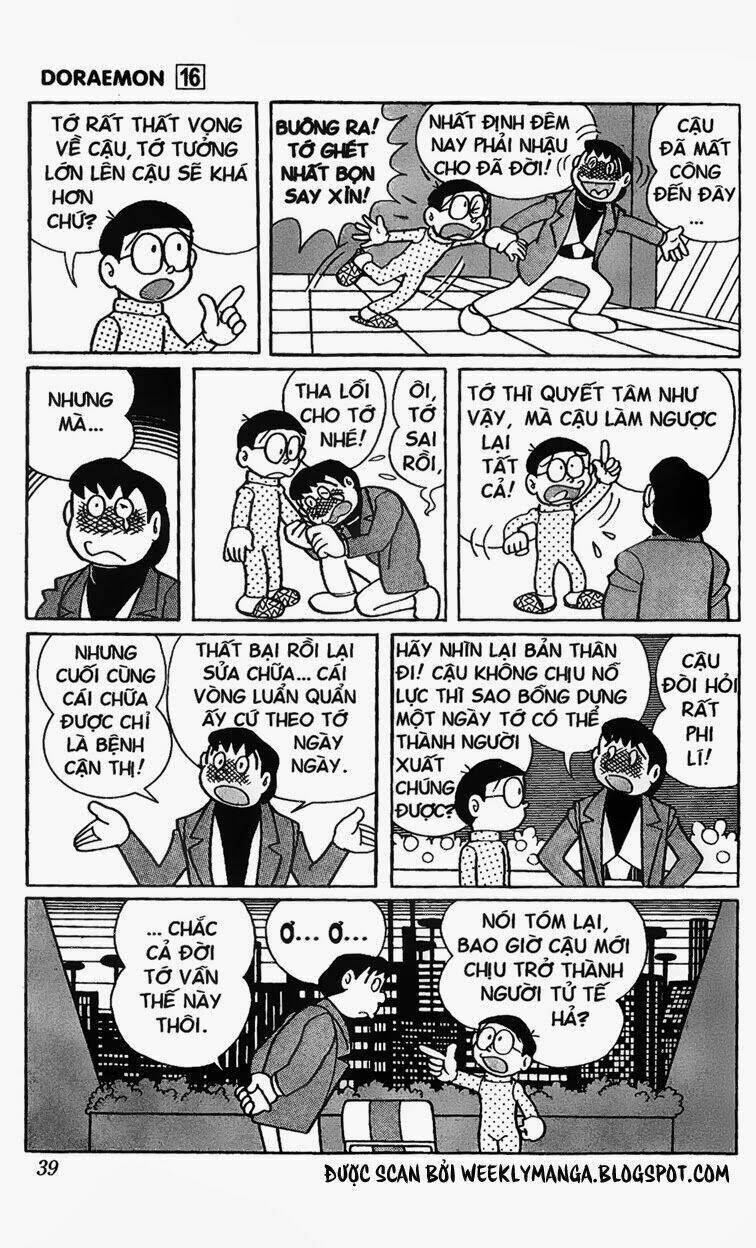 DORAEMON 16
CẬU
ĐÃ MẤT
CÔNG
ĐẾN ĐÂY
...
NHẤT ĐỊNH ĐÊM
NAY PHẢI NHẬU
CHO ĐÃ ĐỜI!
BUÔNG RA!
TỚ GHÉT
NHẤT BỌN
SAY XỈN!
TỚ RẤT THẤT VỌNG
VỀ CẬU, TỚ TƯỞNG
LỚN LÊN CẬU SẼ KHÁ
HƠN
CHỨ?
TỚ THÌ QUYẾT TÂM NHƯ
VẬY, MÀ CẬU LÀM NGƯỢC
LẠI
TẤT
CẢ!
ÔI,
TỚ
SAI
RỒI,
THA LỐI
CHO TỚ
NHÉ!
NHƯNG
MÀ...
CẬU
ĐÒI HỎI
RẤT
PHI
LÍ!
HÃY NHÌN LẠI BẢN THÂN
ĐI! CẬU KHÔNG CHỊU NỔ
LỰC THÌ SAO BỒNG DỰNG
MỘT NGÀY TỚ CÓ THỂ
THÀNH NGƯỜI
XUẤT
CHÚNG
ĐƯỢC?
THẤT BẠI RỒI LẠI
SỬA CHỮA... CÁI
VÒNG LUẨN QUẨN
ẤY CỨ THEO TỚ
NGÀY
NGÀY.
NHƯNG
CUỐI CÙNG
CÁI CHỮA
ĐƯỢC CHỈ
LÀ BỆNH
CẬN THỊ!
NÓI TÓM LẠI,
BAO GIỜ CẬU MỚI
CHỊU TRỞ THÀNH
NGƯỜI TỬ TẾ
HẢ?
Ơ... Ơ...
... CHẮC
CẢ ĐỜI
TỚ VẪN
THẾ NÀY
THÔI.
39
ĐƯỢC SCAN BỞI WEEKLYMANGA.BLOGSPOT.COM